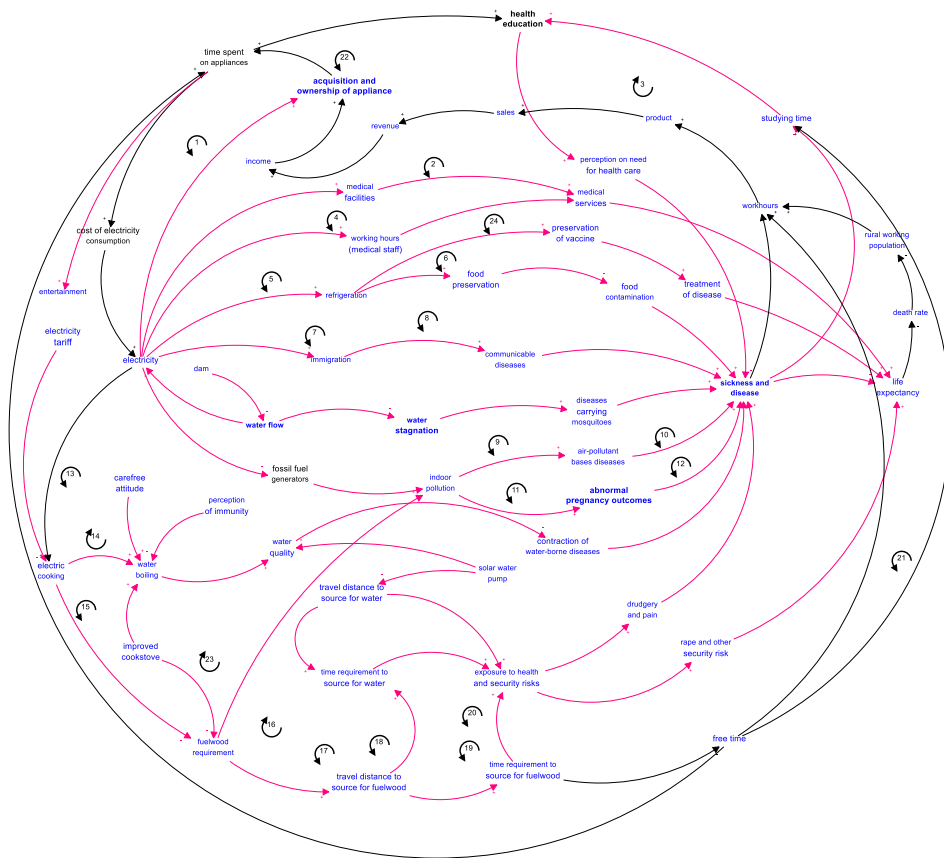 health
education
3
time spent
on appliances
22
acquisition and
ownership of appliance
sales
product
studying time
revenue
1
income
2
perception on need
for health care
medical
facilities
medical
services
workhours
cost of electricity
consumption
4
working hours
(medical staff)
24
preservation
of vaccine
rural working
population
6
5
refrigeration
food
preservation
food
contamination
treatment
of disease
entertainment
death rate
electricity
tariff
7
8
electricity
immigration
communicable
diseases
dam
sickness and
disease
life
expectancy
water flow
water
stagnation
diseases
carrying
mosquitoes
9
10
air-pollutant
bases diseases
12
13
fossil fuel
generators
indoor
pollution
11
abnormal
pregnancy outcomes
carefree
attitude
perception
of immunity
14
water
quality
contraction of
water-borne diseases
21
electric
cooking
water
boiling
solar water
pump
travel distance to
source for water
15
drudgery
and pain
improved
cookstove
23
time requirement to
source for water
exposure to health
and security risks
rape and other
security risk
16
20
fuelwood
requirement
17
18
19
free time
travel distance to
source for fuelwood
time requirement to
source for fuelwood